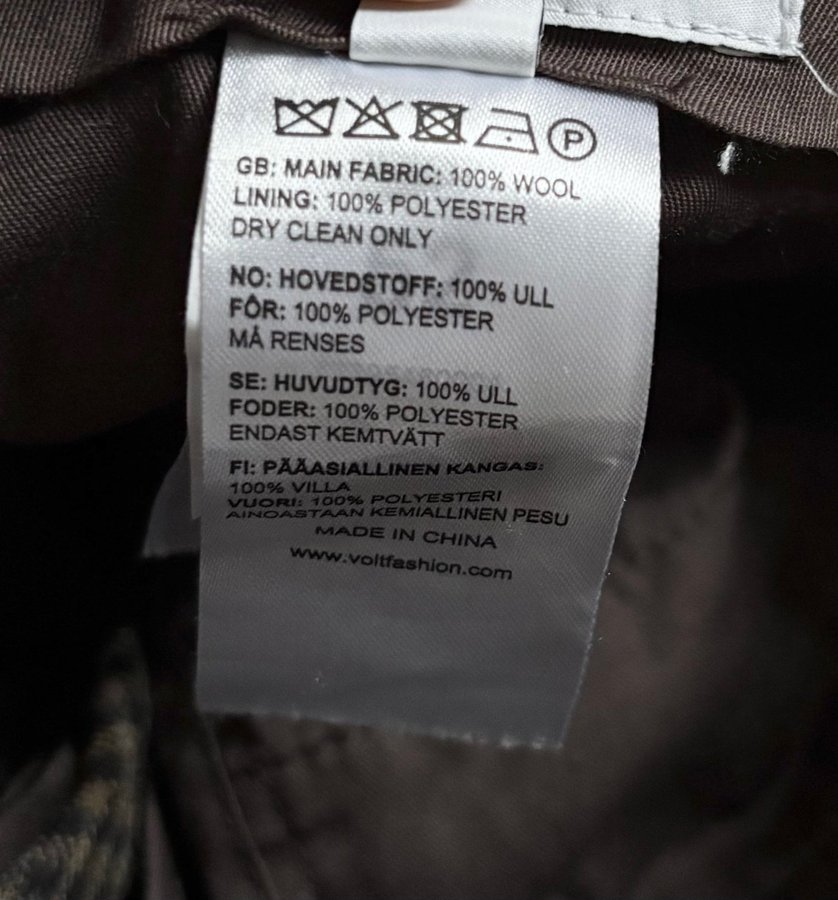 P
GB: MAIN FABRIC: 100% WOOL
LINING: 100% POLYESTER
DRY CLEAN ONLY
NO: HOVEDSTOFF: 100% ULL
FÔR: 100% POLYESTER
MÅ RENSES
SE: HUVUDTYG: 100% ULL
FODER: 100% POLYESTER
ENDAST KEMTVÄTT
FI: PÄÄASIALLINEN KANGAS:
100% VILLA
VUORI: 100% POLYESTERI
AINOASTAAN KEMIALLINEN PESU
MADE IN CHINA
www.voltfashion.com